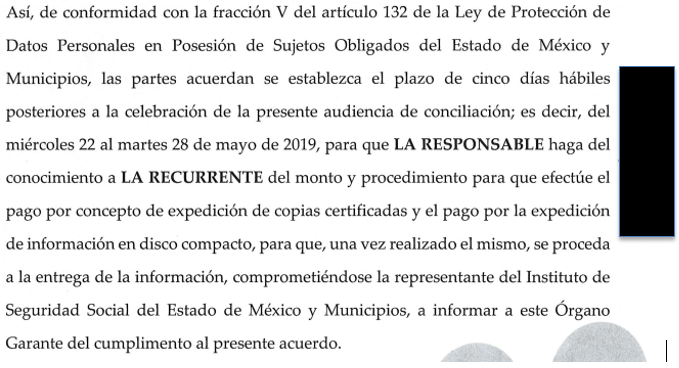 Así, de conformidad con la fracción V del artículo 132 de la Ley de Protección de
Datos Personales en Posesión de Sujetos Obligados del Estado de México y
Municipios, las partes acuerdan se establezca el plazo de cinco días hábiles
posteriores a la celebración de la presente audiencia de conciliación; es decir, del
miércoles 22 al martes 28 de mayo de 2019, para que LA RESPONSABLE haga del
conocimiento a LA RECURRENTE del monto y procedimiento para que efectúe el
pago por concepto de expedición de copias certificadas y el pago por la expedición
de información en disco compacto, para que, una vez realizado el mismo, se proceda
a la entrega de la información, comprometiéndose la representante del Instituto de
Seguridad Social del Estado de México y Municipios, a informar a este Órgano
Garante del cumplimento al presente acuerdo.